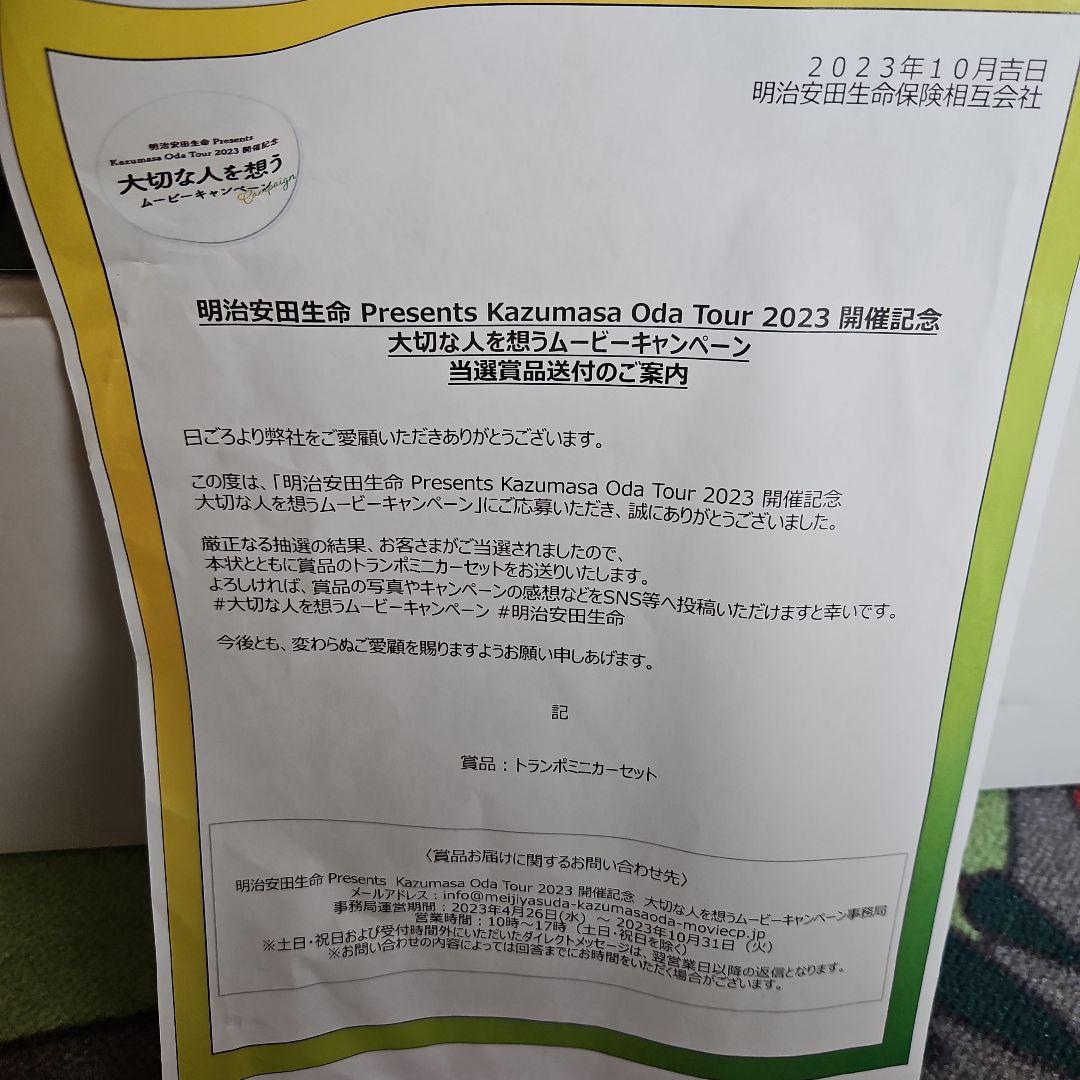 2023年10月吉日
明治安田生命保険相互会社
明治安田生命 Presents
Kazumasa Oda Tour 2023 開催記念
大切な人を想う
ムービーキャンペーン
Campaign
明治安田生命 Presents Kazumasa Oda Tour 2023 開催記念
大切な人を想うムービーキャンペーン
当選賞品送付のご案内
日ごろより弊社をご愛顧いただきありがとうございます。
この度は、「明治安田生命 Presents Kazumasa Oda Tour 2023 開催記念
大切な人を想うムービーキャンペーン」にご応募いただき、誠にありがとうございました。
厳正なる抽選の結果、お客さまがご当選されましたので、
本状とともに賞品のトランポミニカーセットをお送りいたします。
よろしければ、賞品の写真やキャンペーンの感想などをSNS等へ投稿いただけますと幸いです。
#大切な人を想うムービーキャンペーン #明治安田生命
今後とも、変わらぬご愛顧を賜りますようお願い申しあげます。
記
賞品：トランポミニカーセット
〈賞品お届けに関するお問い合わせ先〉
明治安田生命 Presents Kazumasa Oda Tour 2023 開催記念 大切な人を想うムービーキャンペーン事務局
メールアドレス：info@meijiyasuda-kazumasaoda-moviecp.jp
事務局運営期間：2023年4月26日(水) ～ 2023年10月31日（火）
営業時間：10時～17時（土日・祝日を除く）
※土日・祝日および受付時間外にいただいたダイレクトメッセージは、翌営業日以降の返信となります。
※お問い合わせの内容によっては回答までにお時間をいただく場合がございます。